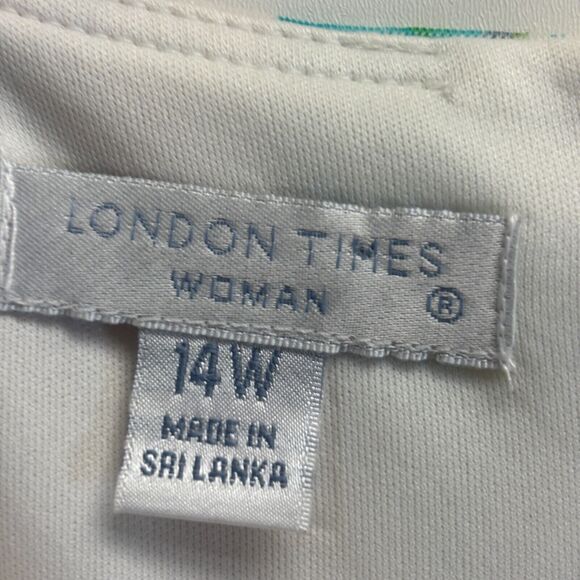 LONDON TIMES
WOMAN ®
14W
MADE IN
SRI LANKA